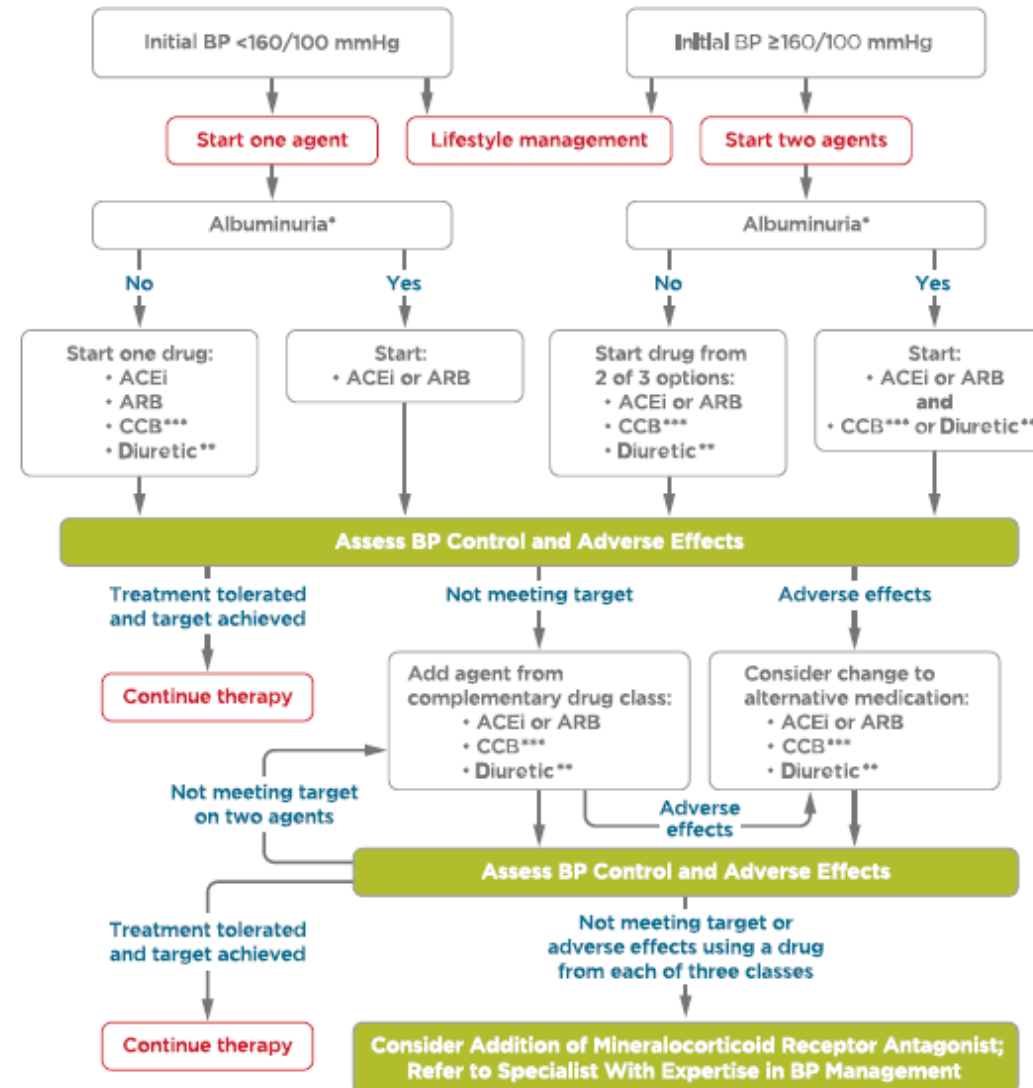 Initial BP <160/100 mmHg
Initial BP ≥160/100 mmHg
Start one agent
Lifestyle management
Start two agents
Albuminuria*
Albuminuria*
No
Yes
No
Yes
Start one drug:
• ACEi
• ARB
• CCB***
• Diuretic**
Start:
• ACEi or ARB
Start drug from
2 of 3 options:
• ACEi or ARB
• CCB***
• Diuretic**
Start:
• ACEi or ARB
and
• CCB*** or Diuretic**
Assess BP Control and Adverse Effects
Treatment tolerated
and target achieved
Not meeting target
Adverse effects
Continue therapy
Add agent from
complementary drug class:
• ACEi or ARB
• CCB***
• Diuretic**
Consider change to
alternative medication:
• ACEi or ARB
• CCB***
• Diuretic**
Not meeting target
on two agents
Adverse
effects
Assess BP Control and Adverse Effects
Treatment tolerated
and target achieved
Not meeting target or
adverse effects using a drug
from each of three classes
Continue therapy
Consider Addition of Mineralocorticoid Receptor Antagonist;
Refer to Specialist With Expertise in BP Management